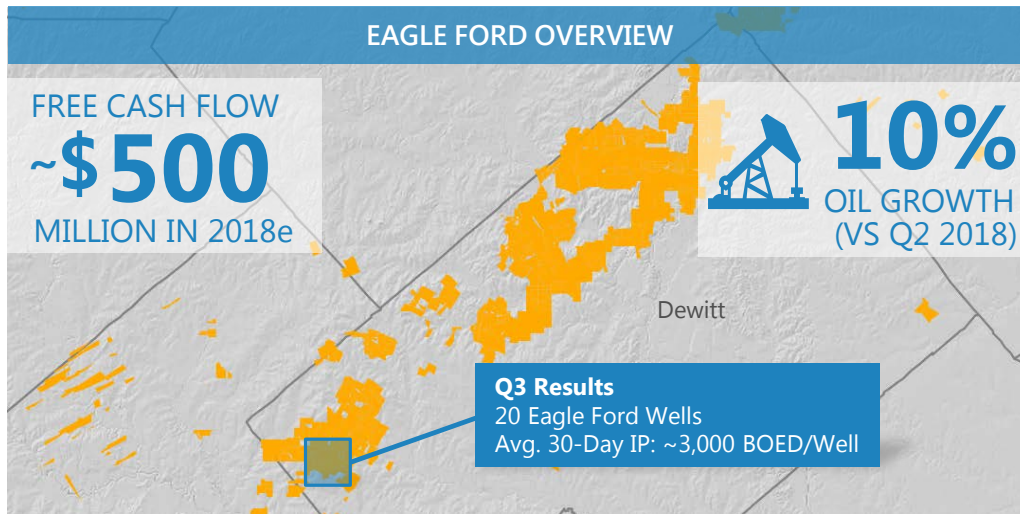 EAGLE FORD OVERVIEW
FREE CASH FLOW
~$500
MILLION IN 2018e
10%
OIL GROWTH
(VS Q2 2018)
Dewitt
Q3 Results
20 Eagle Ford Wells
Avg. 30-Day IP: ~3,000 BOED/Well